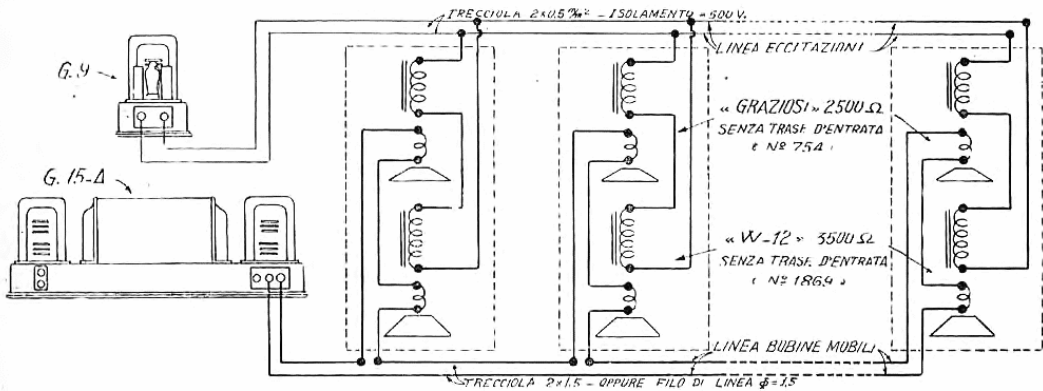 TRECCIOLA 2×0.5 m/m² - ISOLAMENTO = 500 V.
LINEA ECCITAZIONI
G. 9
« GRAZIOSI » 2500 Ω
SENZA TRASF. D'ENTRATA
( Nº 754 )
G. 15-A
« W-12 » 3500 Ω
SENZA TRASF. D'ENTRATA
( Nº 1869 )
LINEA BOBINE MOBILI
TRECCIOLA 2×1.5 - OPPURE FILO DI LINEA φ=1,5